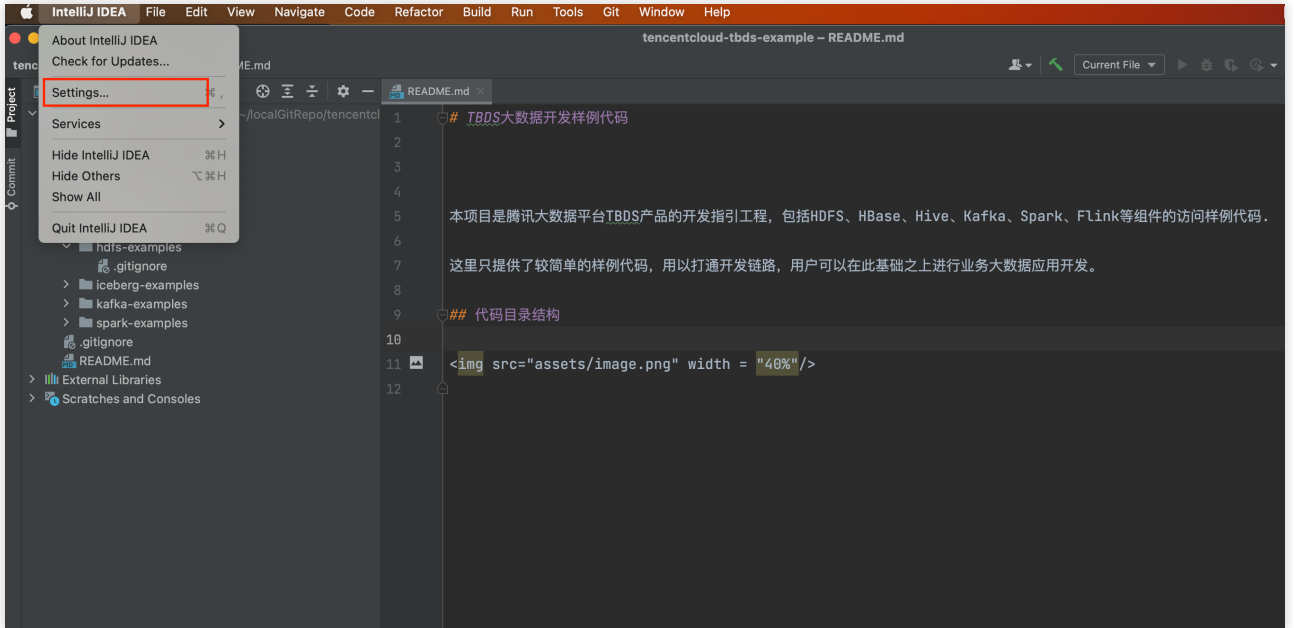 IntelliJ IDEA File Edit View Navigate Code Refactor Build Run Tools Git Window Help
tencentcloud-tbds-example – README.md
About IntelliJ IDEA
Check for Updates...
Settings... ⌘ ,
Services
Hide IntelliJ IDEA ⌘H
Hide Others ⌥⌘H
Show All
Quit IntelliJ IDEA ⌘Q
Current File
README.md
Project
Commit
~/localGitRepo/tencentcl
hdfs-examples
.gitignore
iceberg-examples
kafka-examples
spark-examples
.gitignore
README.md
External Libraries
Scratches and Consoles
1 # TBDS大数据开发样例代码
2
3
4
5 本项目是腾讯大数据平台TBDS产品的开发指引工程，包括HDFS、HBase、Hive、Kafka、Spark、Flink等组件的访问样例代码.
6
7 这里只提供了较简单的样例代码，用以打通开发链路，用户可以在此基础之上进行业务大数据应用开发。
8
9 ## 代码目录结构
10
11 <img src="assets/image.png" width = "40%"/>
12